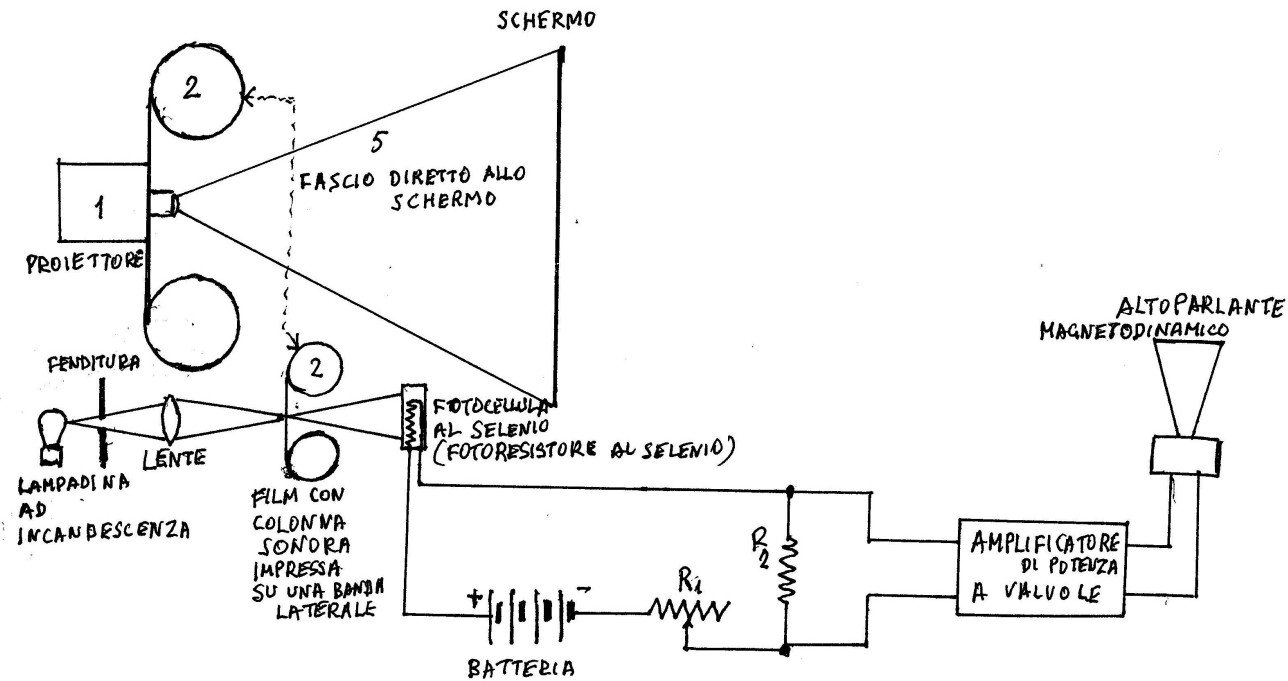 SCHERMO
2
5
FASCIO DIRETTO ALLO
SCHERMO
1
PROIETTORE
ALTOPARLANTE
MAGNETODINAMICO
FENDITURA
2
FOTOCELLULA
AL SELENIO
(FOTORESISTORE AL SELENIO)
LENTE
LAMPADINA
AD
INCANDESCENZA
FILM CON
COLONNA
SONORA
IMPRESSA
SU UNA BANDA
LATERALE
R2
AMPLIFICATORE
DI POTENZA
A VALVOLE
+
-
R1
BATTERIA